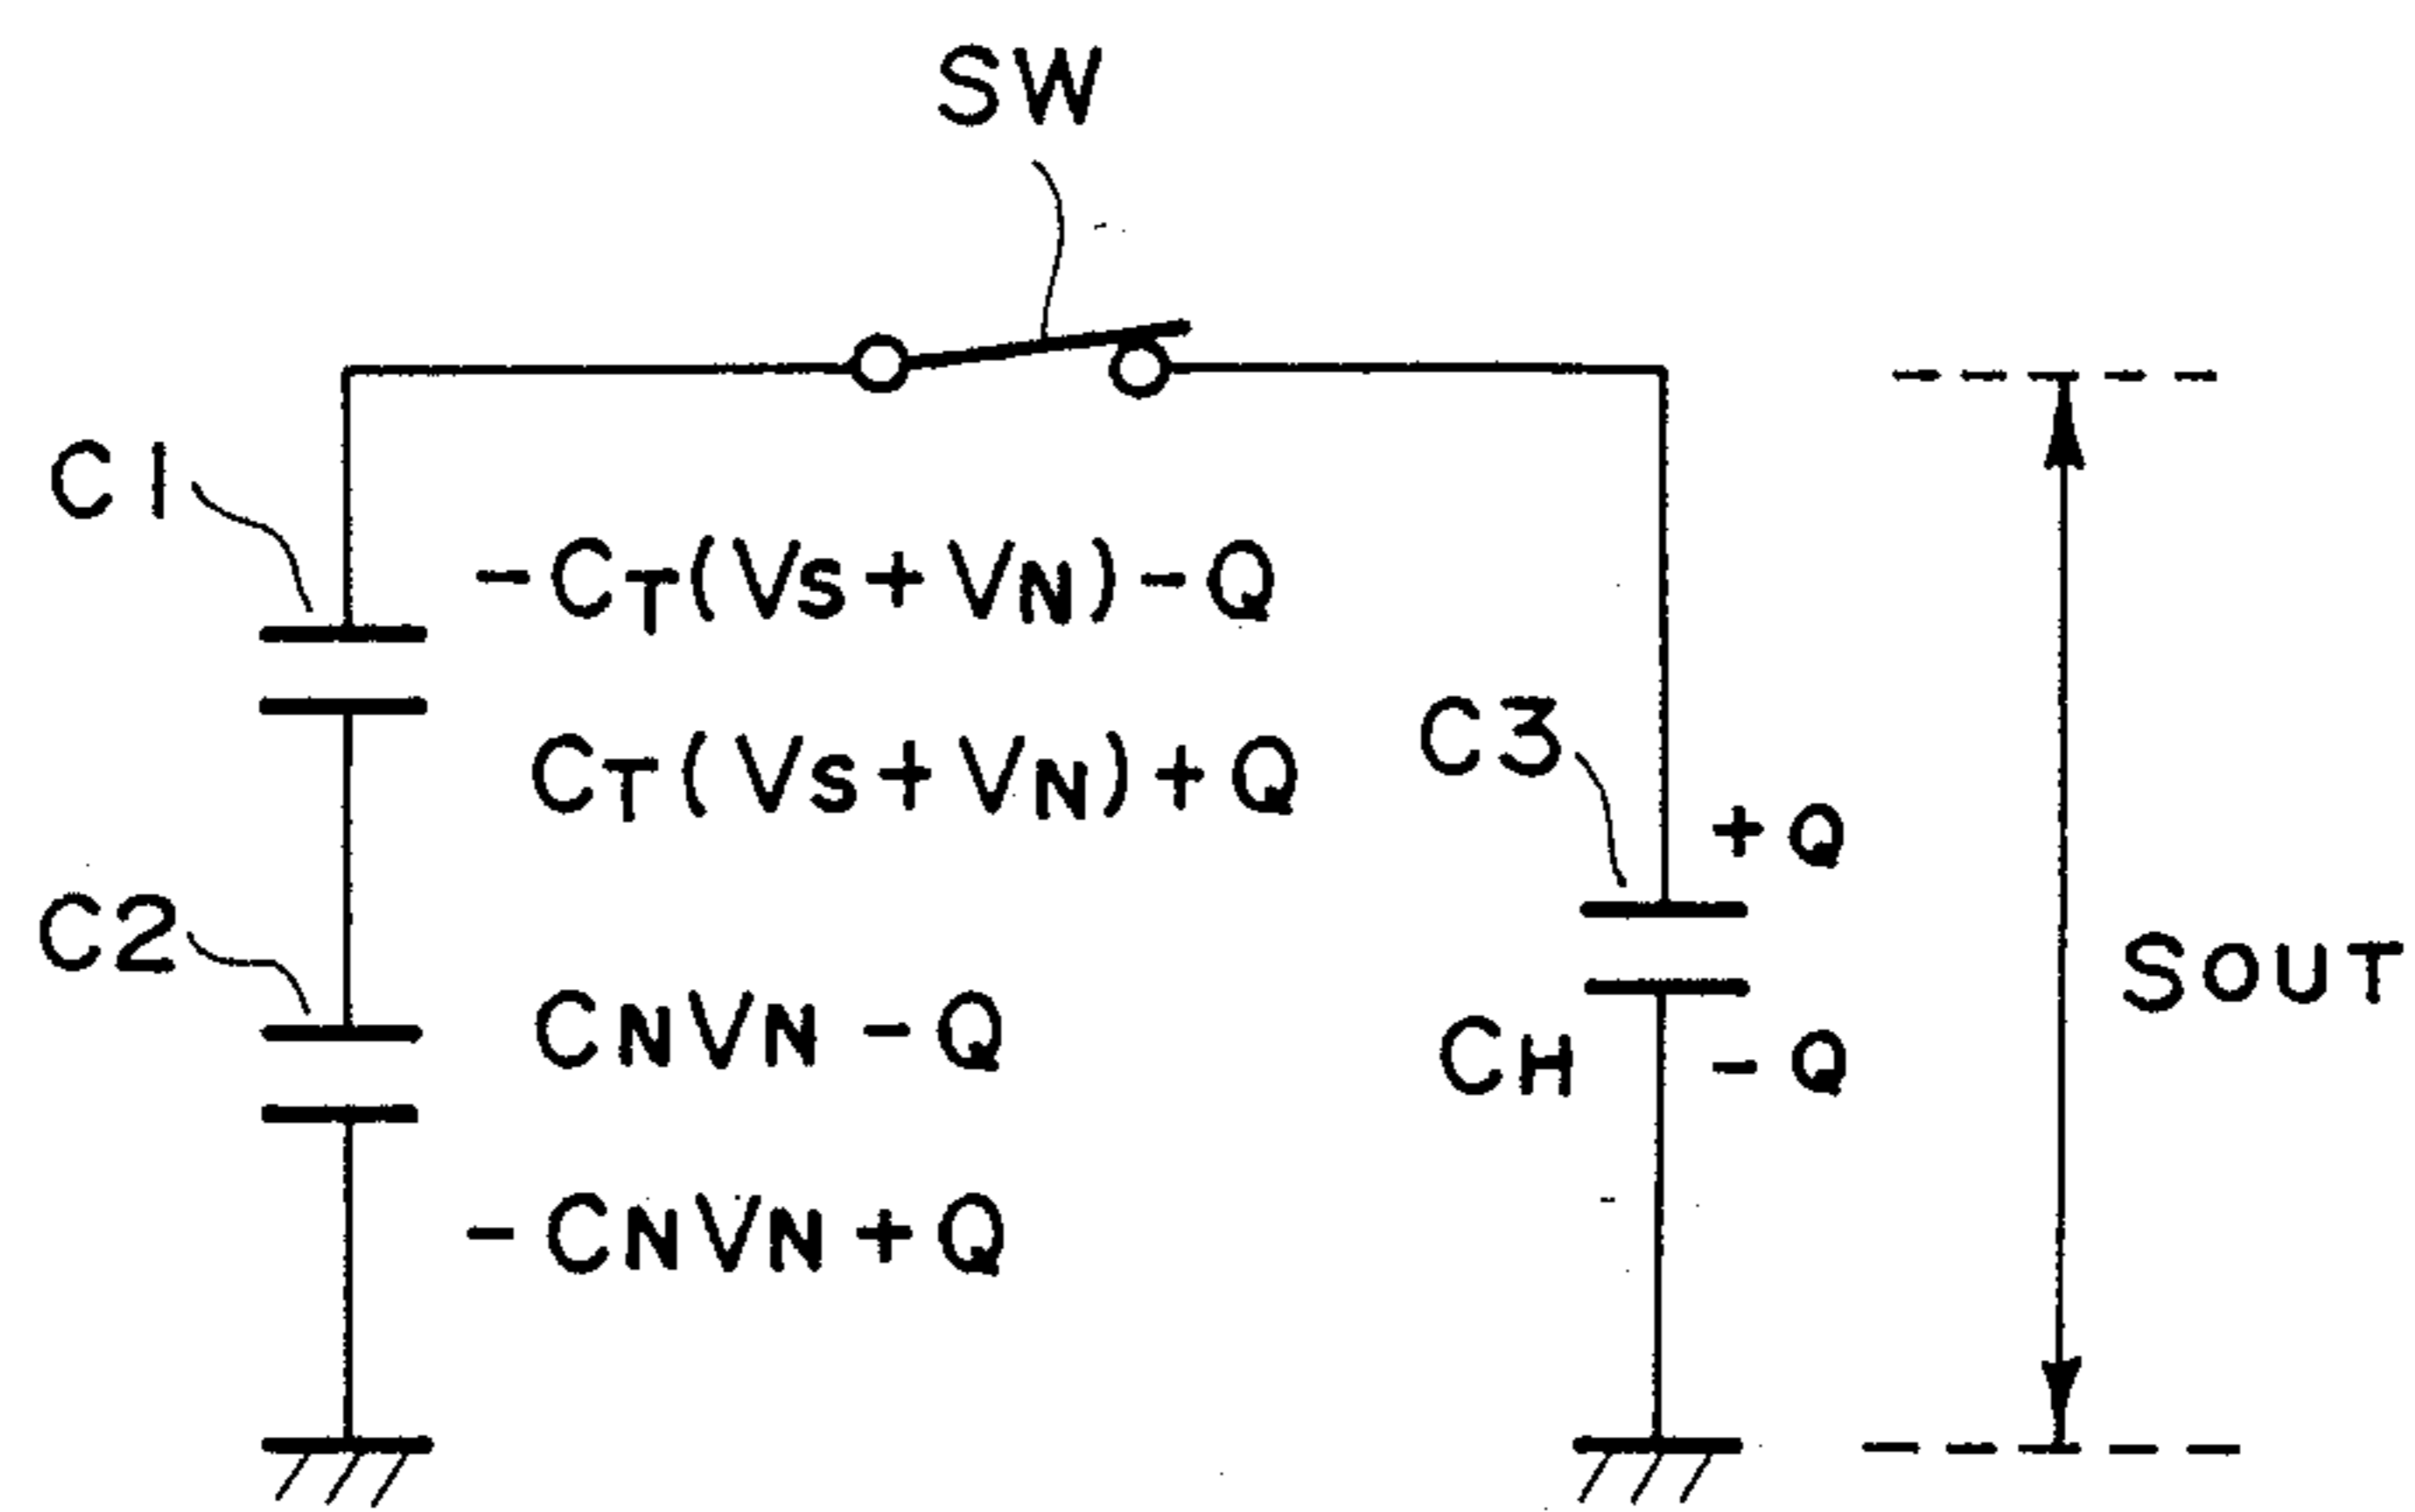 SW
C1
-CT(VS+VN)-Q
CT(VS+VN)+Q
C3
+Q
C2
SOUT
CNVN-Q
CH
-Q
-CNVN+Q